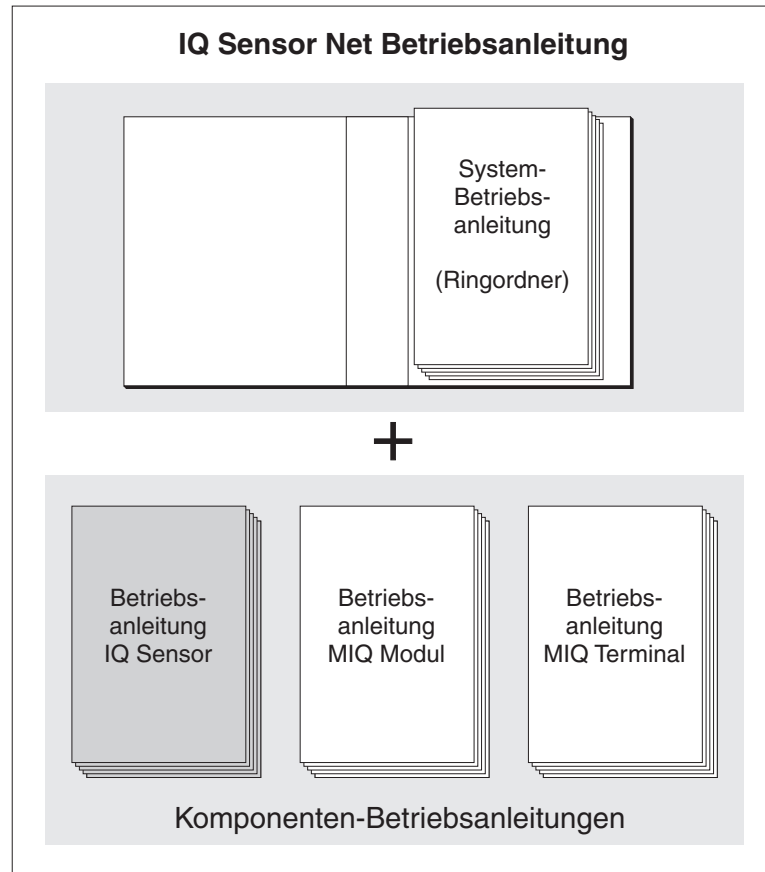 IQ Sensor Net Betriebsanleitung
System-
Betriebs-
anleitung
(Ringordner)
+
Betriebs-
anleitung
IQ Sensor
Betriebs-
anleitung
MIQ Modul
Betriebs-
anleitung
MIQ Terminal
Komponenten-Betriebsanleitungen